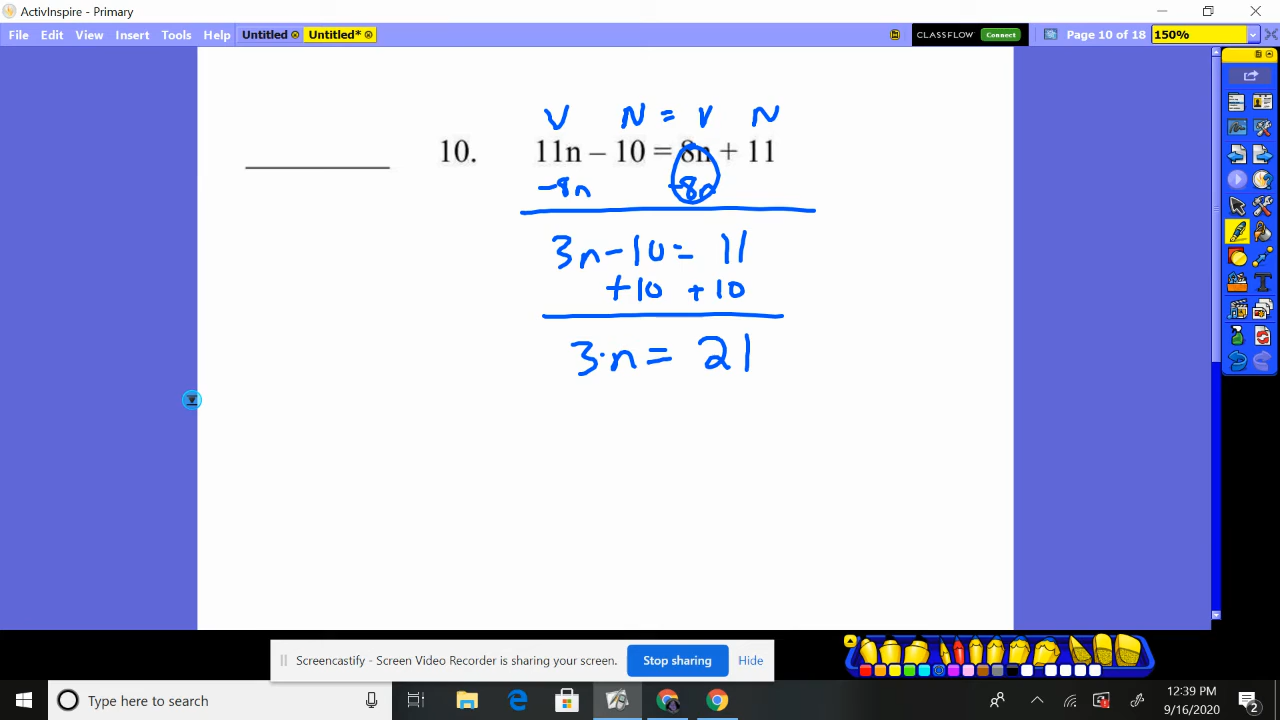 ActivInspire - Primary
File Edit View Insert Tools Help Untitled Untitled* CLASSFLOW Connect Page 10 of 18 150%
V N = V N
10. 11n – 10 = 8n + 11
-8n -8n
3n - 10 = 11
+10 +10
3·n = 21
Screencastify - Screen Video Recorder is sharing your screen. Stop sharing Hide
Type here to search
12:39 PM
9/16/2020
2